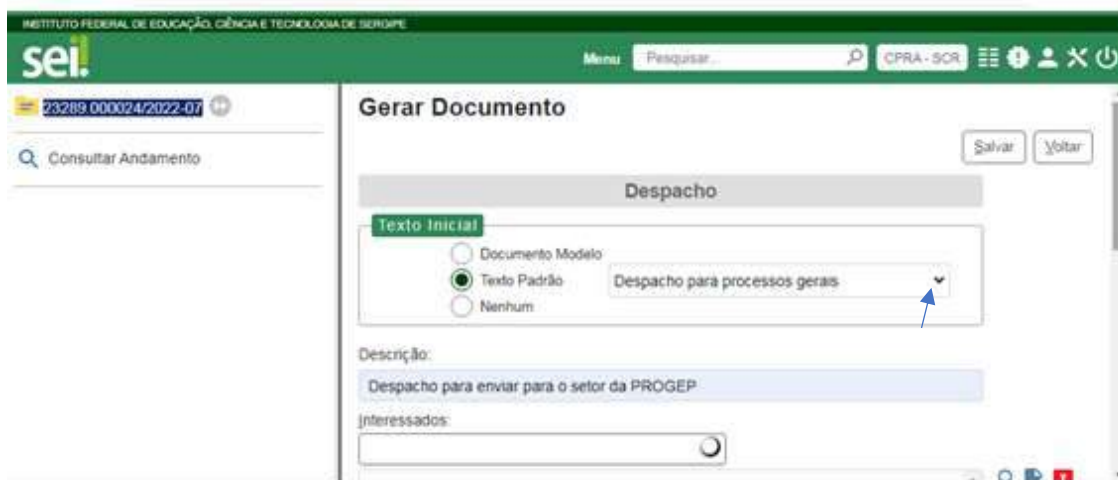 INSTITUTO FEDERAL DE EDUCAÇÃO, CIÊNCIA E TECNOLOGIA DE SERGIPE
sei!
Menu
Pesquisar...
CPRA - SCR
23289.000024/2022-07
Consultar Andamento
Gerar Documento
Salvar
Voltar
Despacho
Texto Inicial
Documento Modelo
Texto Padrão
Despacho para processos gerais
Nenhum
Descrição:
Despacho para enviar para o setor da PROGEP
Interessados: